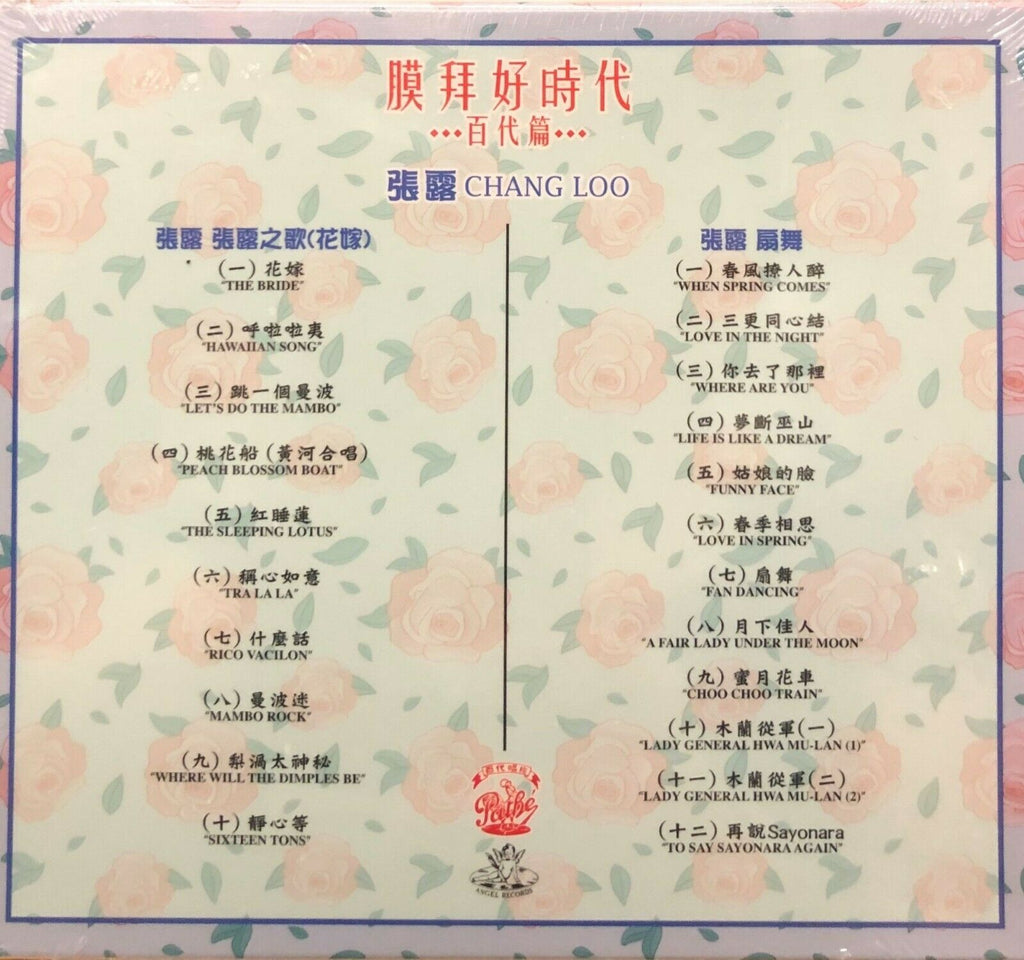 膜拜好時代
•••百代篇•••
張露 CHANG LOO
張露 張露之歌(花嫁)
(一) 花嫁
"THE BRIDE"
(二) 呼啦啦夷
"HAWAIIAN SONG"
(三) 跳一個曼波
"LET'S DO THE MAMBO"
(四) 桃花船 (黃河合唱)
"PEACH BLOSSOM BOAT"
(五) 紅睡蓮
"THE SLEEPING LOTUS"
(六) 稱心如意
"TRA LA LA"
(七) 什麼話
"RICO VACILON"
(八) 曼波迷
"MAMBO ROCK"
(九) 梨渦太神秘
"WHERE WILL THE DIMPLES BE"
(十) 靜心等
"SIXTEEN TONS"
張露 扇舞
(一) 春風撩人醉
"WHEN SPRING COMES"
(二) 三更同心結
"LOVE IN THE NIGHT"
(三) 你去了那裡
"WHERE ARE YOU"
(四) 夢斷巫山
"LIFE IS LIKE A DREAM"
(五) 姑娘的臉
"FUNNY FACE"
(六) 春季相思
"LOVE IN SPRING"
(七) 扇舞
"FAN DANCING"
(八) 月下佳人
"A FAIR LADY UNDER THE MOON"
(九) 蜜月花車
"CHOO CHOO TRAIN"
(十) 木蘭從軍(一)
"LADY GENERAL HWA MU-LAN (1)"
(十一) 木蘭從軍(二)
"LADY GENERAL HWA MU-LAN (2)"
(十二) 再說Sayonara
"TO SAY SAYONARA AGAIN"
百代唱片
Pathé
ANGEL RECORDS